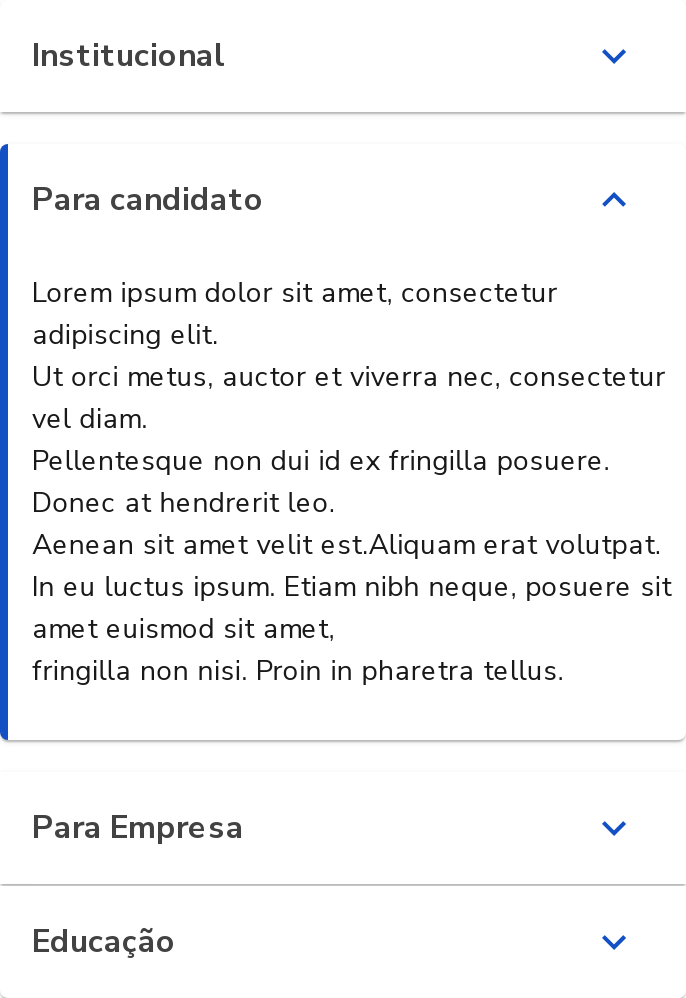 Institucional
Para candidato
Lorem ipsum dolor sit amet, consectetur
adipiscing elit.
Ut orci metus, auctor et viverra nec, consectetur
vel diam.
Pellentesque non dui id ex fringilla posuere.
Donec at hendrerit leo.
Aenean sit amet velit est.Aliquam erat volutpat.
In eu luctus ipsum. Etiam nibh neque, posuere sit
amet euismod sit amet,
fringilla non nisi. Proin in pharetra tellus.
Para Empresa
Educação